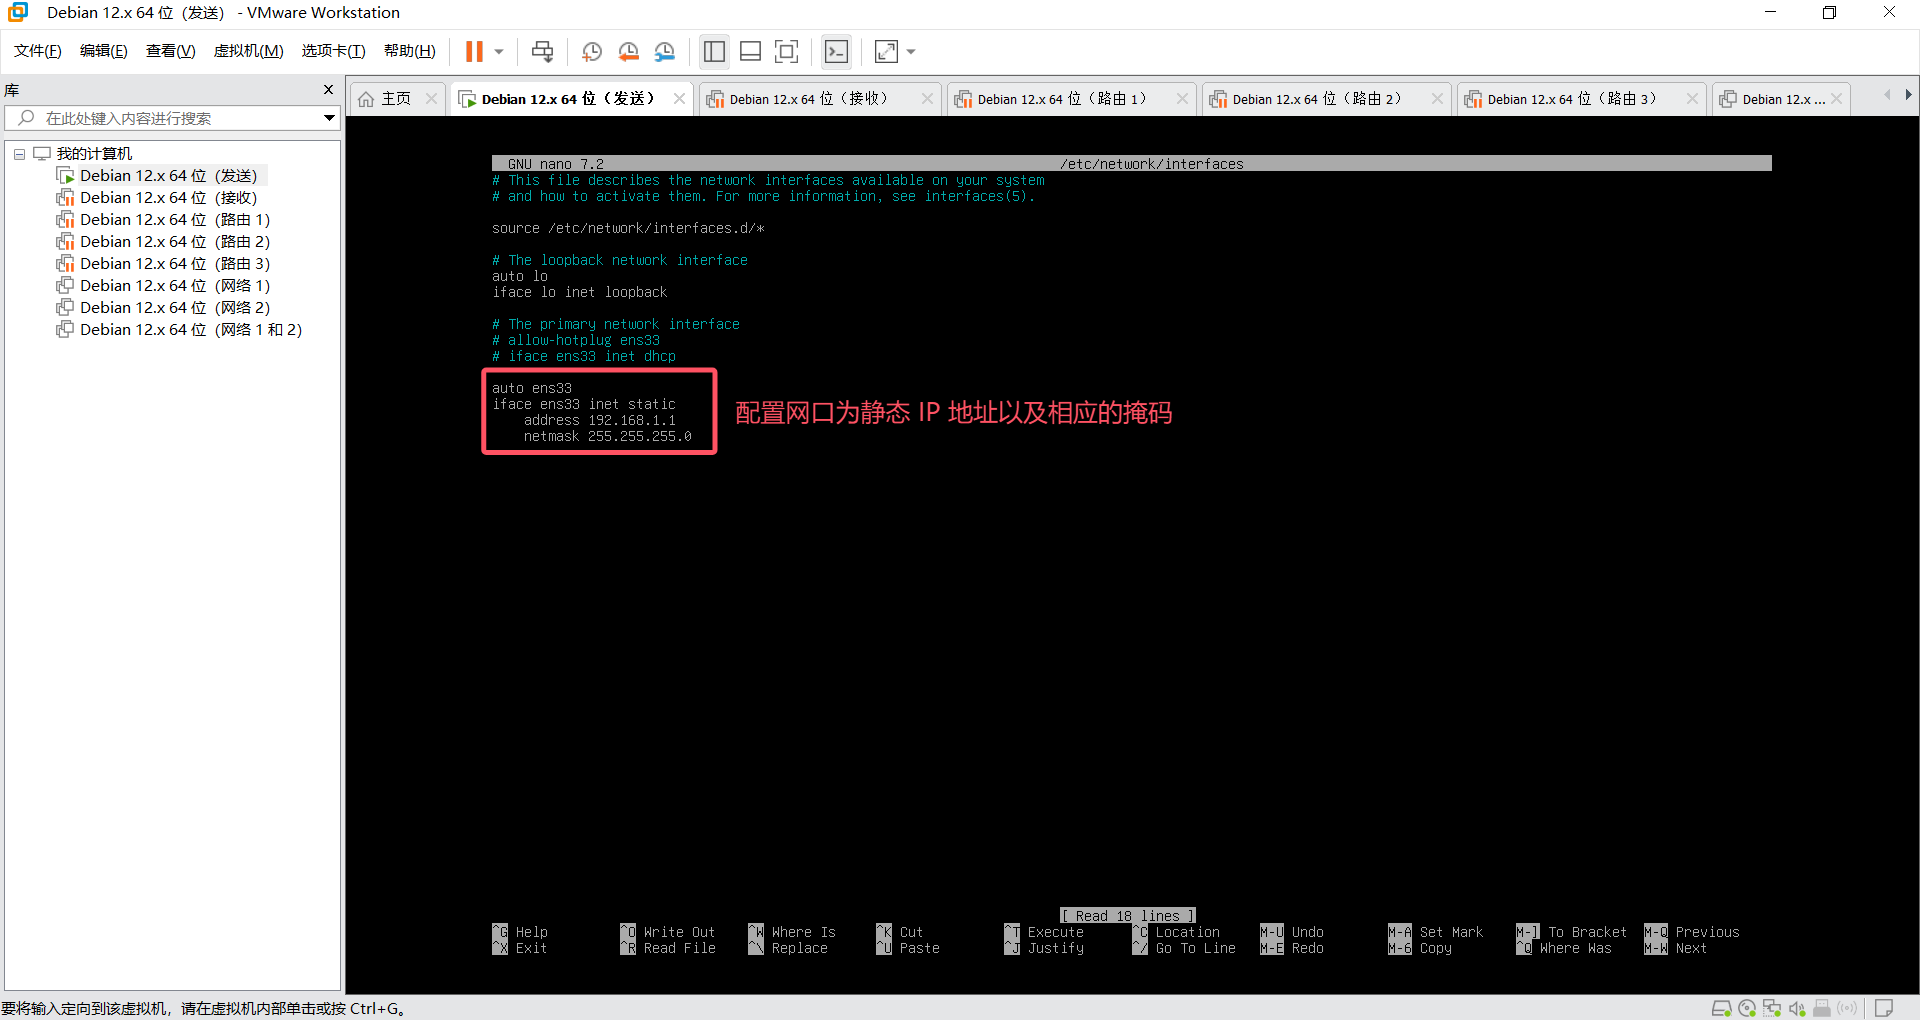 Debian 12.x 64 位（发送） - VMware Workstation
文件(F) 编辑(E) 查看(V) 虚拟机(M) 选项卡(T) 帮助(H)
库
在此处键入内容进行搜索
我的计算机
Debian 12.x 64 位（发送）
Debian 12.x 64 位（接收）
Debian 12.x 64 位（路由 1）
Debian 12.x 64 位（路由 2）
Debian 12.x 64 位（路由 3）
Debian 12.x 64 位（网络 1）
Debian 12.x 64 位（网络 2）
Debian 12.x 64 位（网络 1 和 2）
主页 Debian 12.x 64 位（发送） Debian 12.x 64 位（接收） Debian 12.x 64 位（路由 1） Debian 12.x 64 位（路由 2） Debian 12.x 64 位（路由 3） Debian 12.x ...
GNU nano 7.2 /etc/network/interfaces
# This file describes the network interfaces available on your system
# and how to activate them. For more information, see interfaces(5).
source /etc/network/interfaces.d/*
# The loopback network interface
auto lo
iface lo inet loopback
# The primary network interface
# allow-hotplug ens33
# iface ens33 inet dhcp
auto ens33
iface ens33 inet static
address 192.168.1.1
netmask 255.255.255.0
配置网口为静态 IP 地址以及相应的掩码
[ Read 18 lines ]
^G Help ^O Write Out ^W Where Is ^K Cut ^T Execute ^C Location M-U Undo M-A Set Mark M-] To Bracket M-Q Previous
^X Exit ^R Read File ^\ Replace ^U Paste ^J Justify ^/ Go To Line M-E Redo M-6 Copy ^Q Where Was M-W Next
要将输入定向到该虚拟机，请在虚拟机内部单击或按 Ctrl+G。